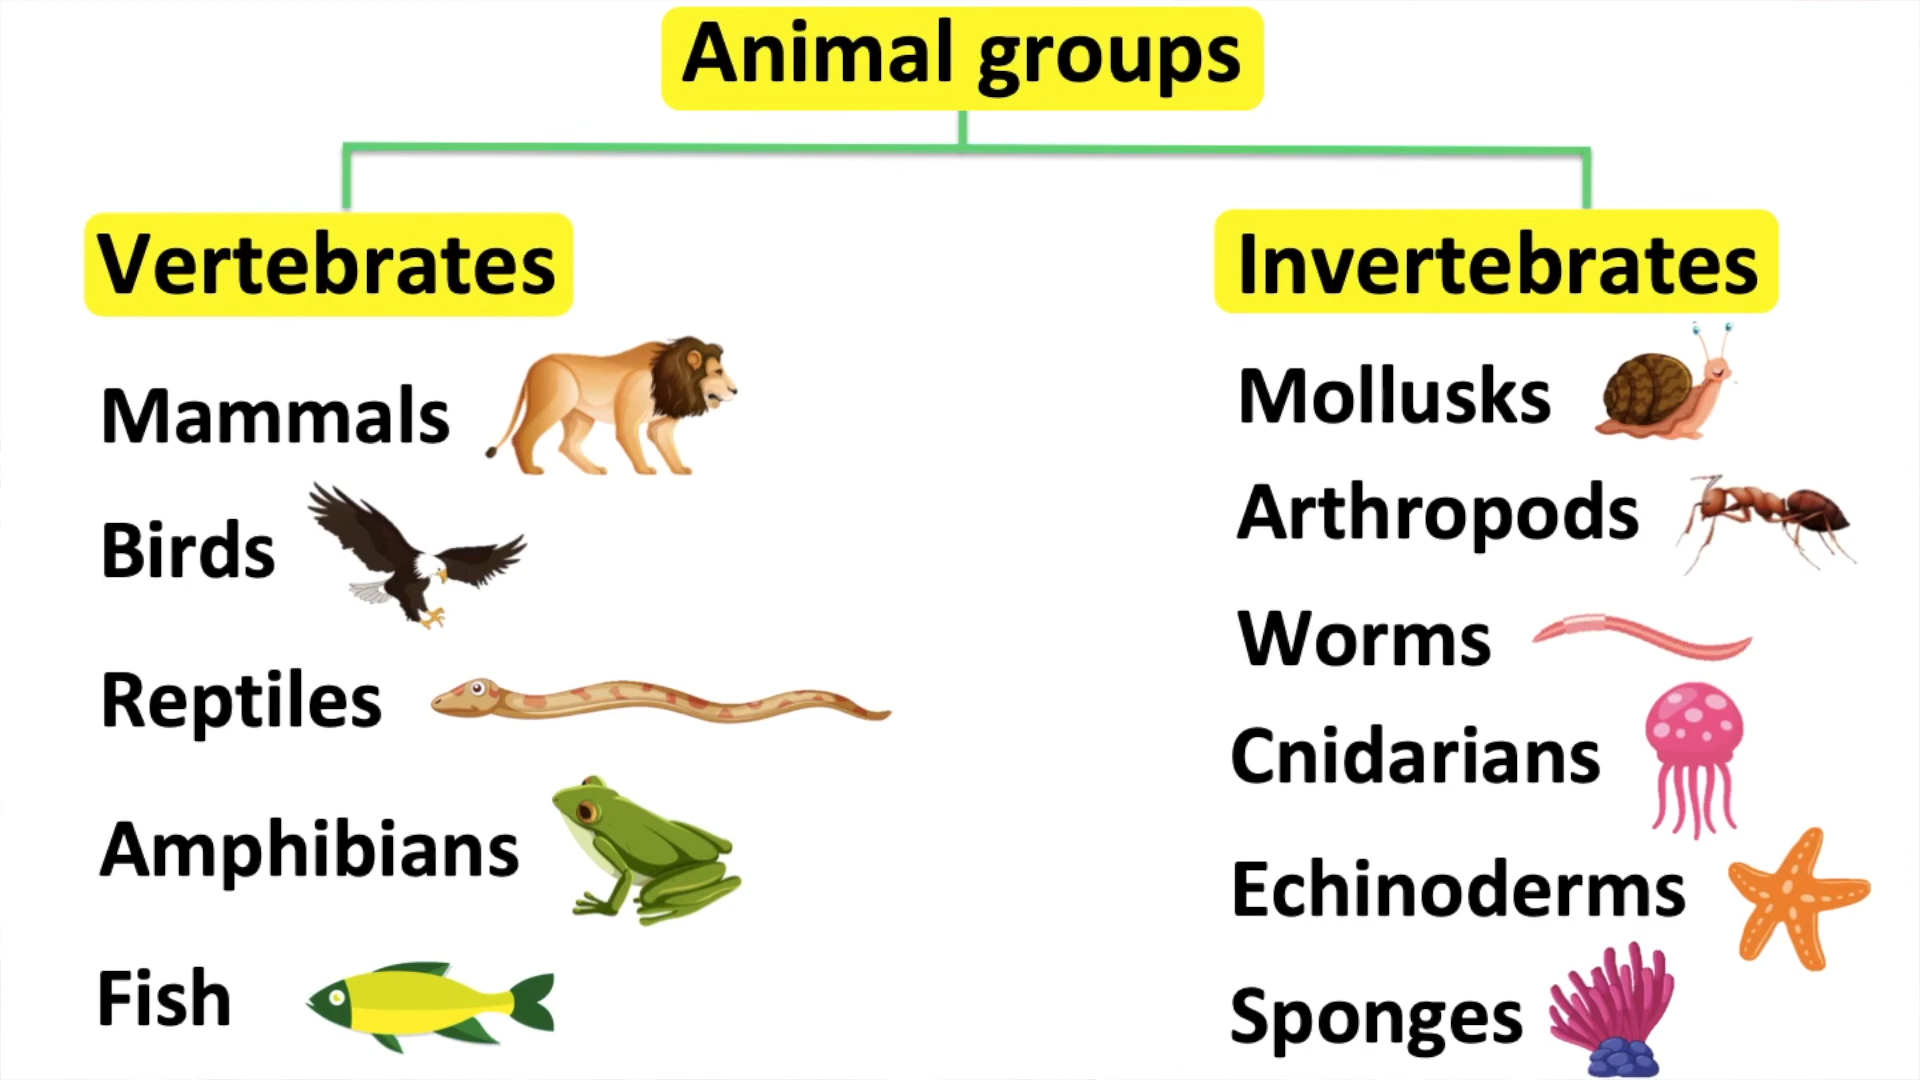 Animal groups
Vertebrates
Mammals
Birds
Reptiles
Amphibians
Fish
Invertebrates
Mollusks
Arthropods
Worms
Cnidarians
Echinoderms
Sponges